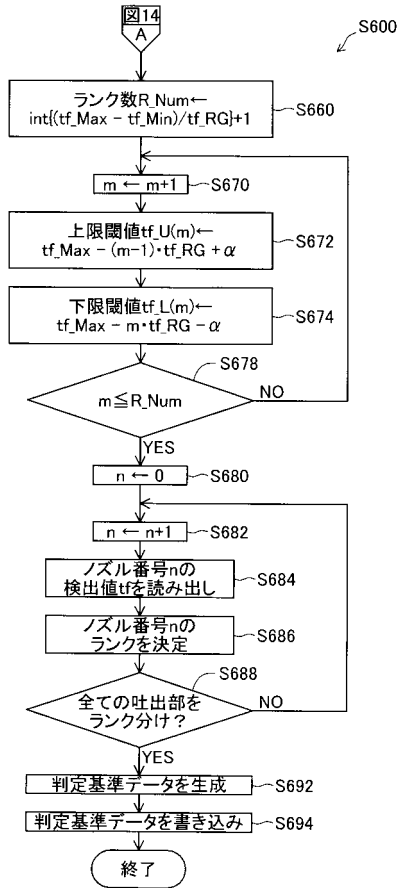 図14
A
S600
ランク数R_Num←
int{(tf_Max − tf_Min)/tf_RG}+1
S660
m ← m+1
S670
上限閾値tf_U(m)←
tf_Max − (m−1)・tf_RG + α
S672
下限閾値tf_L(m)←
tf_Max − m・tf_RG − α
S674
S678
m≦R_Num
NO
YES
n ← 0
S680
n ← n+1
S682
ノズル番号nの
検出値tfを読み出し
S684
ノズル番号nの
ランクを決定
S686
S688
全ての吐出部を
ランク分け？
NO
YES
判定基準データを生成
S692
判定基準データを書き込み
S694
終了